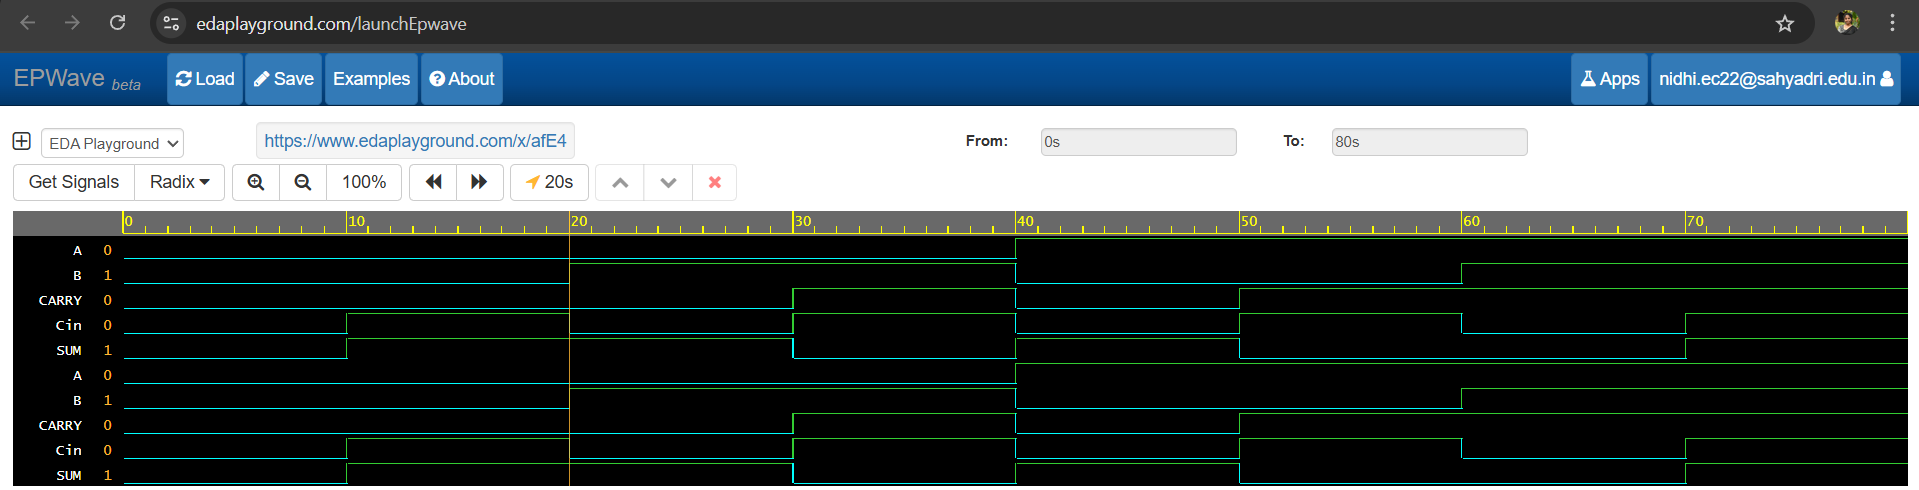 edaplayground.com/launchEpwave
EPWave beta Load Save Examples About Apps nidhi.ec22@sahyadri.edu.in
EDA Playground https://www.edaplayground.com/x/afE4 From: 0s To: 80s
Get Signals Radix 100% 20s
0 10 20 30 40 50 60 70
A 0
B 1
CARRY 0
Cin 0
SUM 1
A 0
B 1
CARRY 0
Cin 0
SUM 1